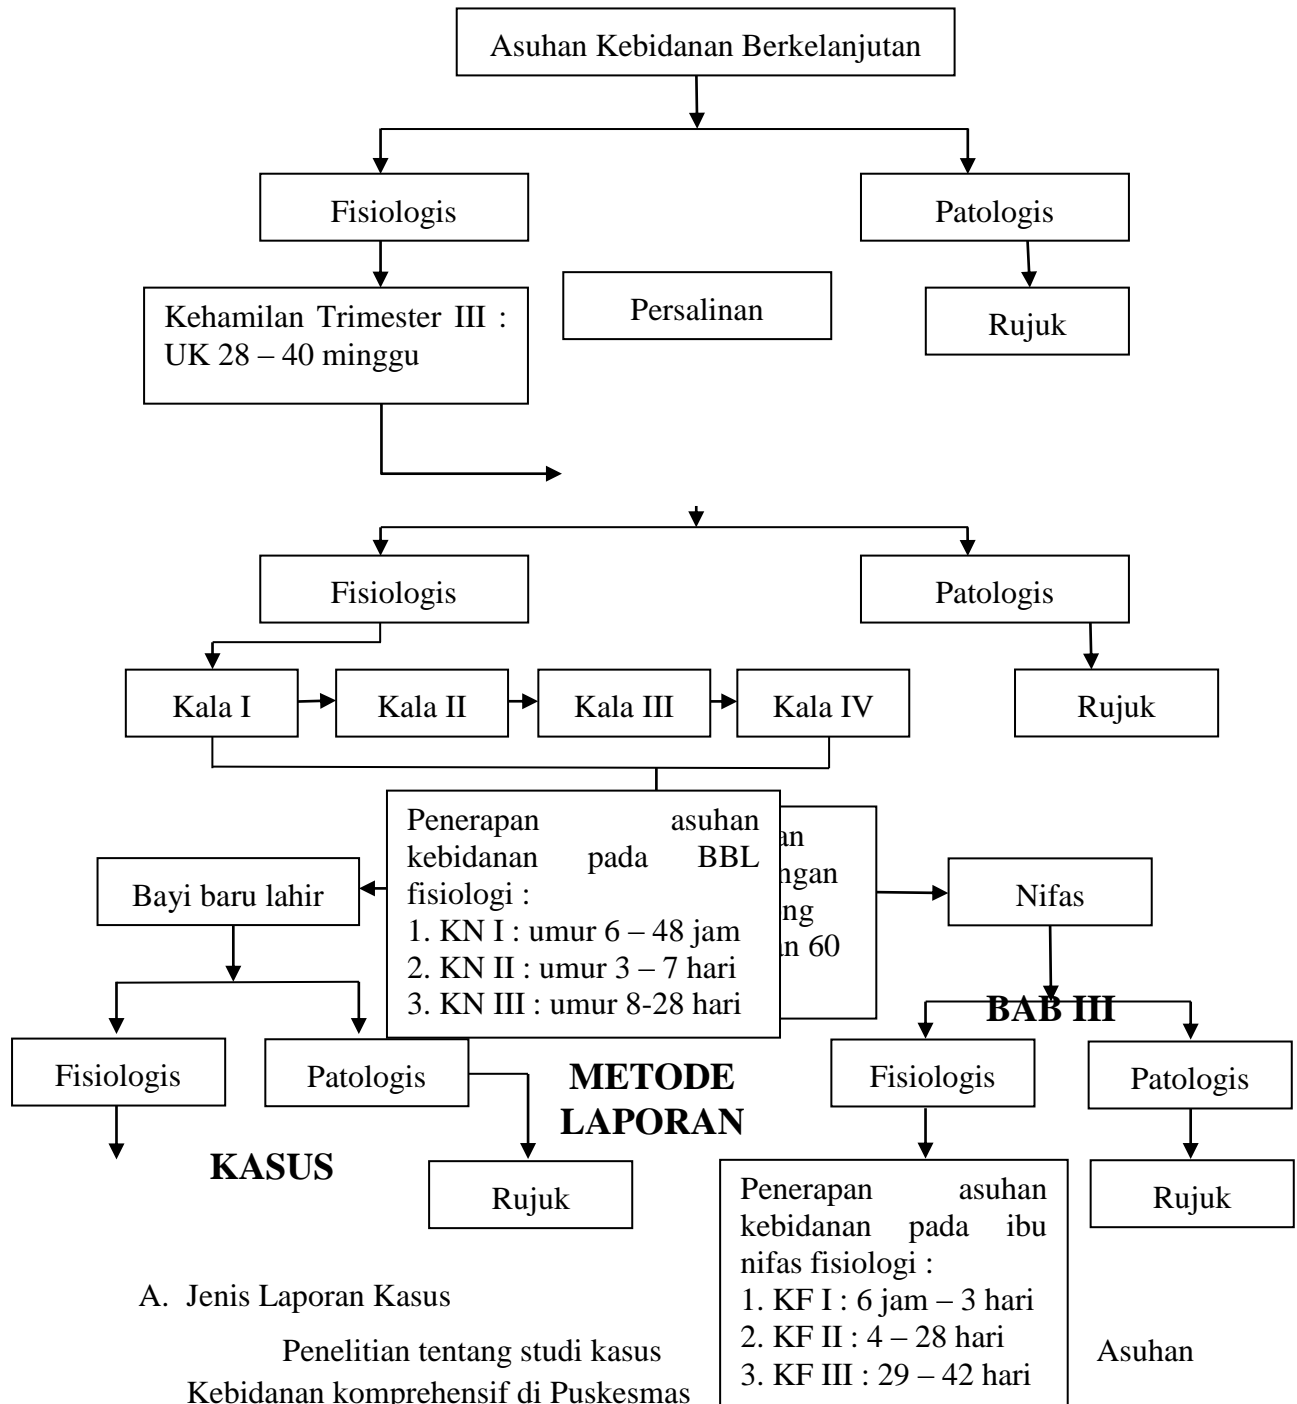 Asuhan Kebidanan Berkelanjutan
Fisiologis
Patologis
Kehamilan Trimester III :
UK 28 – 40 minggu
Persalinan
Rujuk
Fisiologis
Patologis
Kala I
Kala II
Kala III
Kala IV
Rujuk
Penerapan asuhan
kebidanan pada BBL
fisiologi :
1. KN I : umur 6 – 48 jam
2. KN II : umur 3 – 7 hari
3. KN III : umur 8-28 hari
60
Bayi baru lahir
Nifas
BAB III
Fisiologis
Patologis
METODE
LAPORAN
Fisiologis
Patologis
KASUS
Rujuk
Penerapan asuhan
kebidanan pada ibu
nifas fisiologi :
1. KF I : 6 jam – 3 hari
2. KF II : 4 – 28 hari
3. KF III : 29 – 42 hari
Rujuk
A. Jenis Laporan Kasus
Penelitian tentang studi kasus Asuhan
Kebidanan komprehensif di Puskesmas